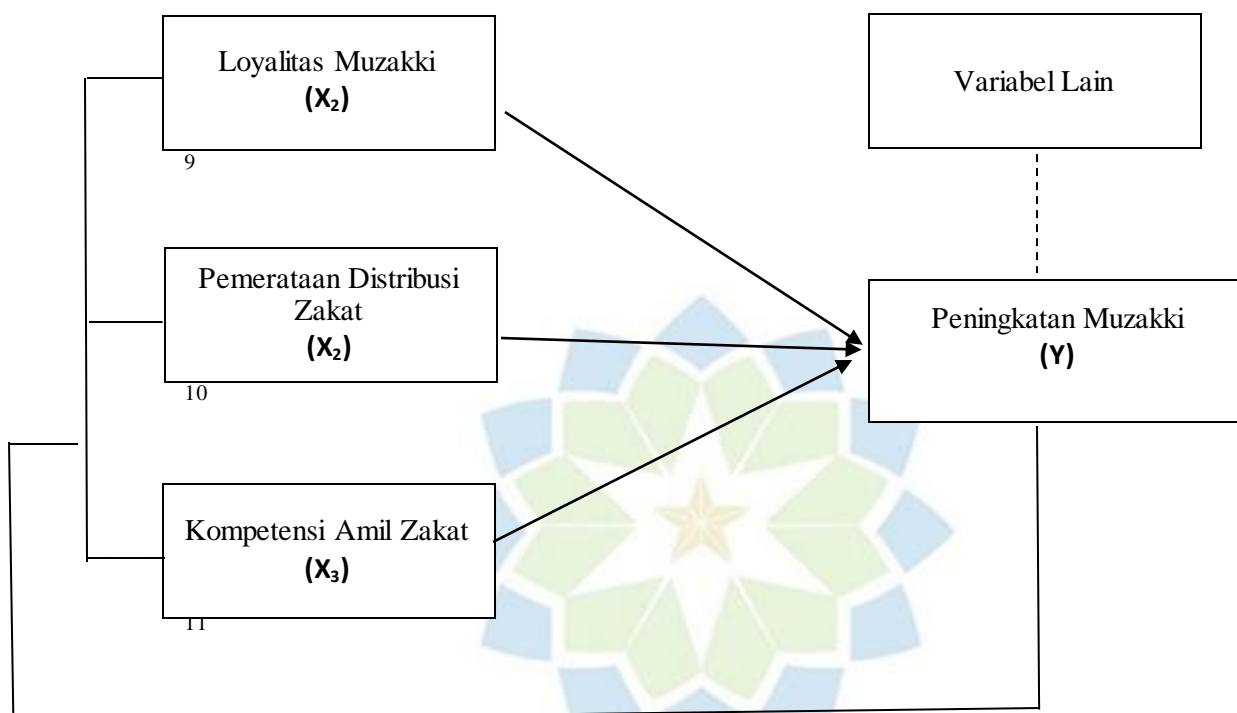 Loyalitas Muzakki
(X₂)
9
Pemerataan Distribusi
Zakat
(X₂)
10
Kompetensi Amil Zakat
(X₃)
11
Variabel Lain
Peningkatan Muzakki
(Y)